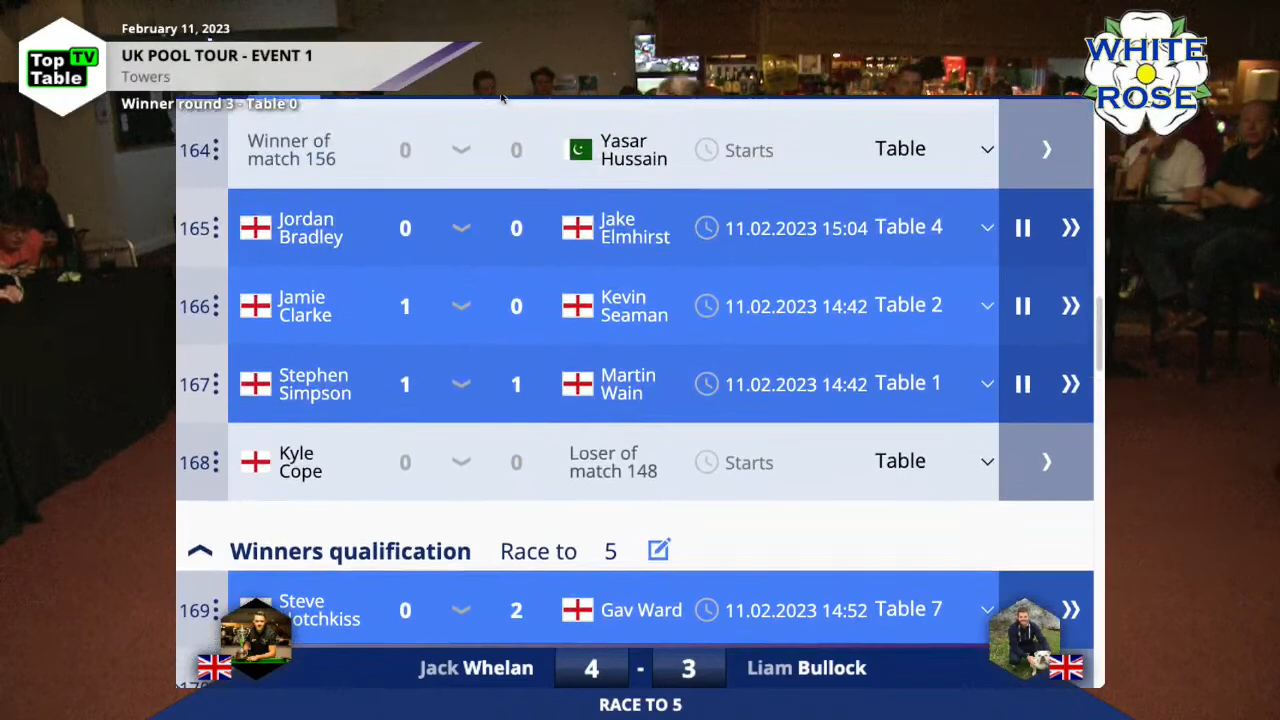 February 11, 2023
Top TV
Table
UK POOL TOUR - EVENT 1
Towers
Winner round 3 - Table 0
WHITE
ROSE
164 Winner of match 156 0 0 Yasar Hussain Starts Table
165 Jordan Bradley 0 0 Jake Elmhirst 11.02.2023 15:04 Table 4
166 Jamie Clarke 1 0 Kevin Seaman 11.02.2023 14:42 Table 2
167 Stephen Simpson 1 1 Martin Wain 11.02.2023 14:42 Table 1
168 Kyle Cope 0 0 Loser of match 148 Starts Table
Winners qualification Race to 5
169 Steve Hotchkiss 0 2 Gav Ward 11.02.2023 14:52 Table 7
Jack Whelan 4 - 3 Liam Bullock
RACE TO 5